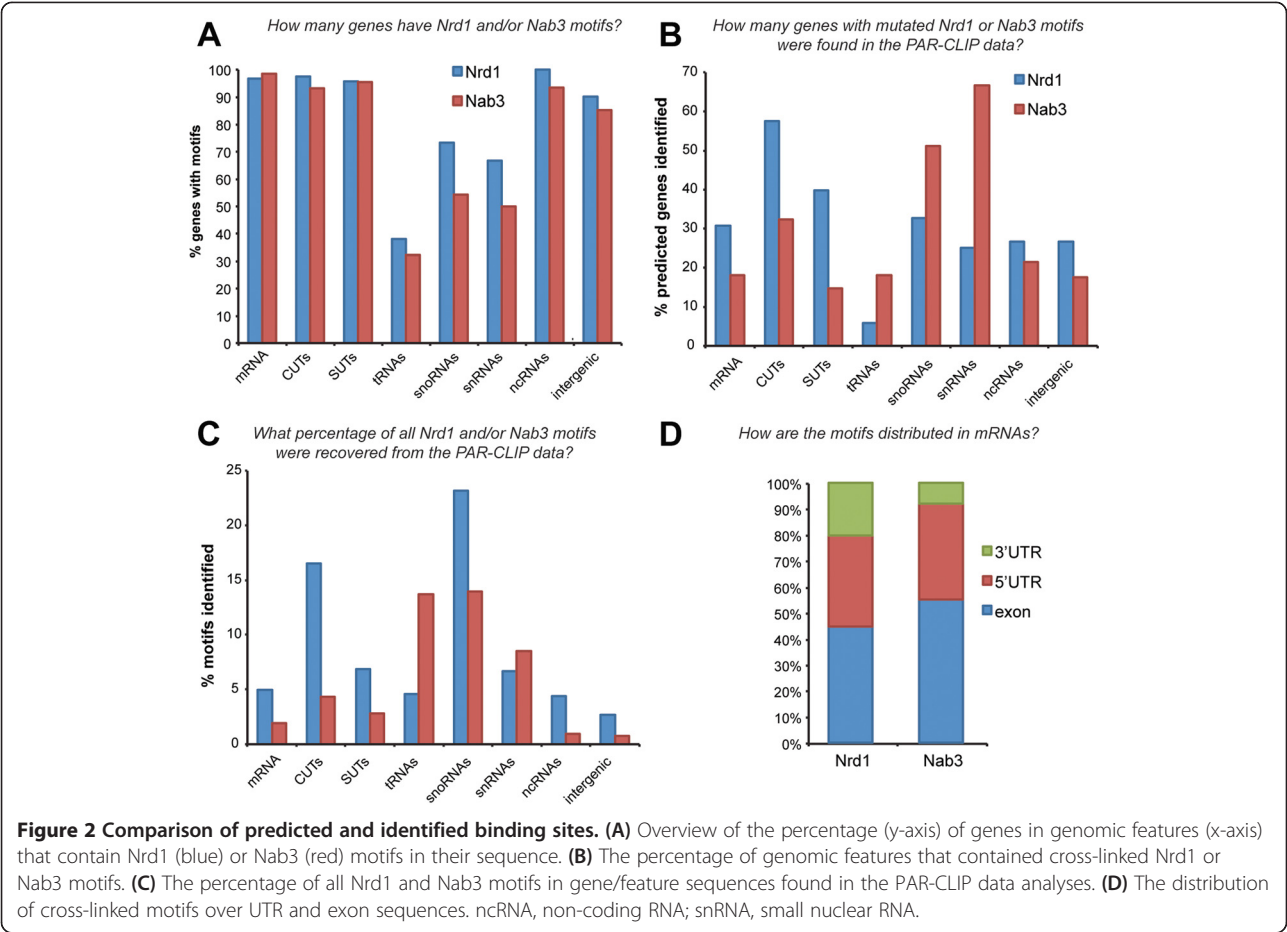 A
How many genes have Nrd1 and/or Nab3 motifs?
% genes with motifs
100
90
80
70
60
50
40
30
20
10
0
Nrd1
Nab3
mRNA
CUTs
SUTs
tRNAs
snoRNAs
snRNAs
ncRNAs
intergenic
B
How many genes with mutated Nrd1 or Nab3 motifs
were found in the PAR-CLIP data?
% predicted genes identified
70
60
50
40
30
20
10
0
Nrd1
Nab3
mRNA
CUTs
SUTs
tRNAs
snoRNAs
snRNAs
ncRNAs
intergenic
C
What percentage of all Nrd1 and/or Nab3 motifs
were recovered from the PAR-CLIP data?
% motifs identified
25
20
15
10
5
0
mRNA
CUTs
SUTs
tRNAs
snoRNAs
snRNAs
ncRNAs
intergenic
D
How are the motifs distributed in mRNAs?
100%
90%
80%
70%
60%
50%
40%
30%
20%
10%
0%
Nrd1
Nab3
3'UTR
5'UTR
exon
Figure 2 Comparison of predicted and identified binding sites. (A) Overview of the percentage (y-axis) of genes in genomic features (x-axis)
that contain Nrd1 (blue) or Nab3 (red) motifs in their sequence. (B) The percentage of genomic features that contained cross-linked Nrd1 or
Nab3 motifs. (C) The percentage of all Nrd1 and Nab3 motifs in gene/feature sequences found in the PAR-CLIP data analyses. (D) The distribution
of cross-linked motifs over UTR and exon sequences. ncRNA, non-coding RNA; snRNA, small nuclear RNA.